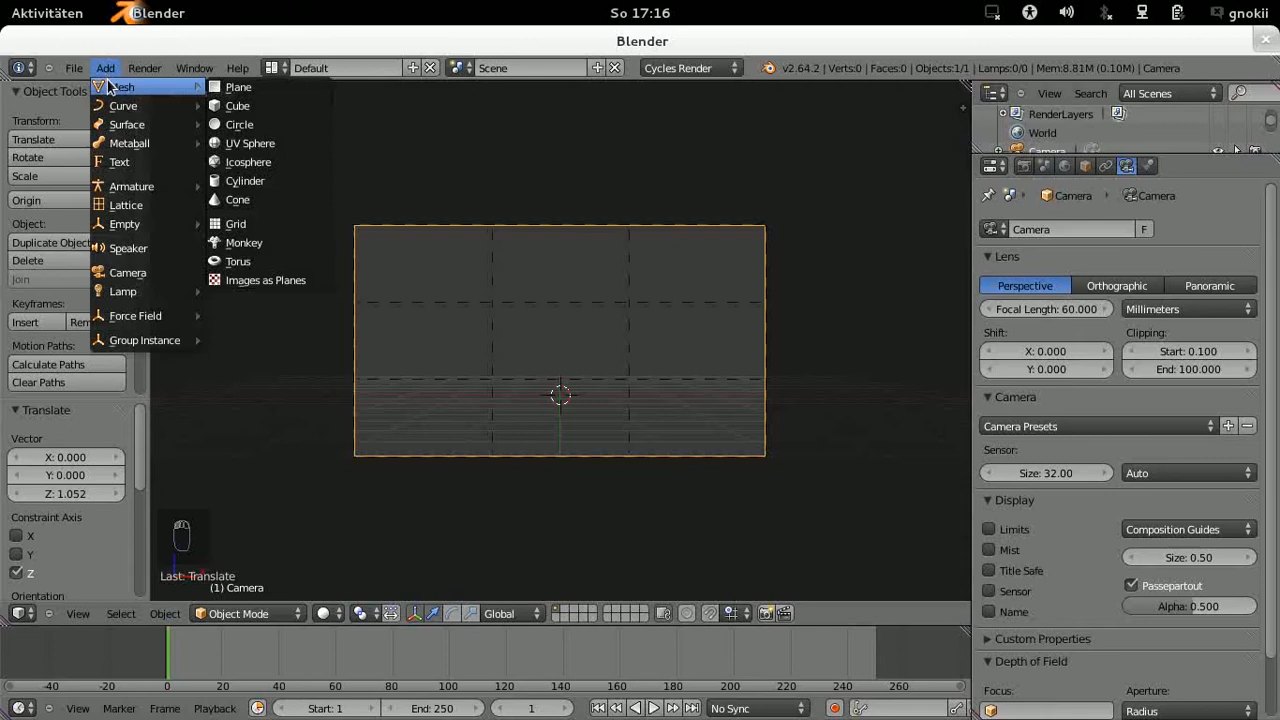 Aktivitäten Blender So 17:16 gnokii
Blender
File Add Render Window Help Default Scene Cycles Render v2.64.2 | Verts:0 | Faces:0 | Objects:1/1 | Lamps:0/0 | Mem:8.81M (0.10M) | Camera
Object Tools
Transform:
Translate
Rotate
Scale
Origin
Object:
Duplicate Object
Delete
Join
Keyframes:
Insert
Motion Paths:
Calculate Paths
Clear Paths
Translate
Vector
X: 0.000
Y: 0.000
Z: 1.052
Constraint Axis
X
Y
Z
Orientation
Curve
Surface
Metaball
Text
Armature
Lattice
Empty
Speaker
Camera
Lamp
Force Field
Group Instance
Plane
Cube
Circle
UV Sphere
Icosphere
Cylinder
Cone
Grid
Monkey
Torus
Images as Planes
Last: Translate
(1) Camera
View Select Object Object Mode Global
-40 -20 0 20 40 60 80 100 120 140 160 180 200 220 240 260
View Marker Frame Playback Start: 1 End: 250 1 No Sync
View Search All Scenes
RenderLayers
World
Camera Camera
Camera F
Lens
Perspective Orthographic Panoramic
Focal Length: 60.000 Millimeters
Shift: Clipping:
X: 0.000 Start: 0.100
Y: 0.000 End: 100.000
Camera
Camera Presets
Sensor:
Size: 32.00 Auto
Display
Limits Composition Guides
Mist Size: 0.50
Title Safe Passepartout
Sensor Alpha: 0.500
Name
Custom Properties
Depth of Field
Focus: Aperture:
Radius